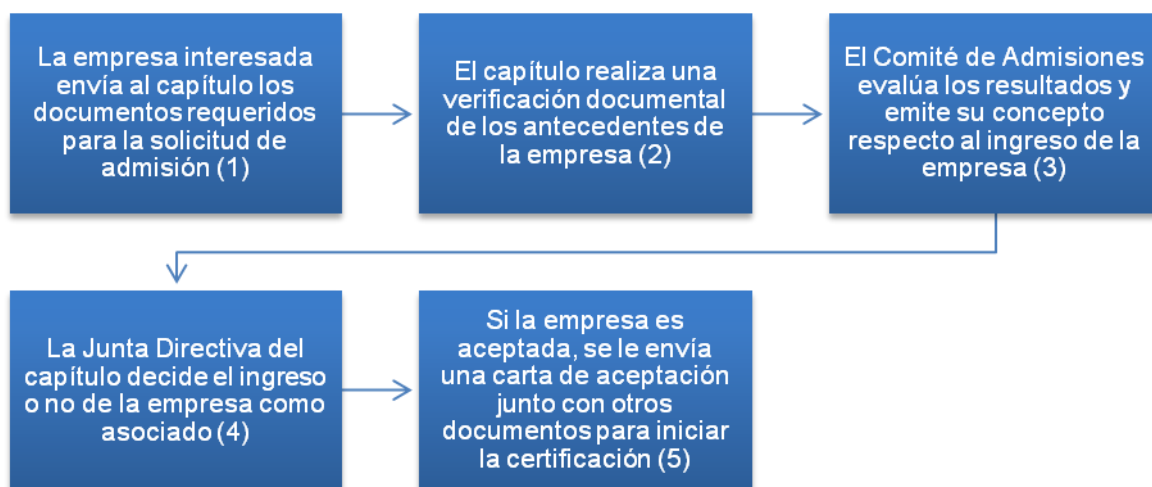 La empresa interesada
envía al capítulo los
documentos requeridos
para la solicitud de
admisión (1)
El capítulo realiza una
verificación documental
de los antecedentes de
la empresa (2)
El Comité de Admisiones
evalúa los resultados y
emite su concepto
respecto al ingreso de la
empresa (3)
La Junta Directiva del
capítulo decide el ingreso
o no de la empresa como
asociado (4)
Si la empresa es
aceptada, se le envía
una carta de aceptación
junto con otros
documentos para iniciar
la certificación (5)